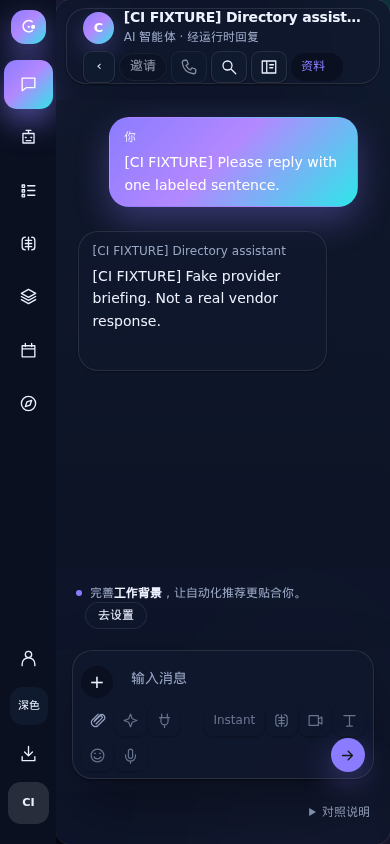 [CI FIXTURE] Directory assist...
AI 智能体 · 经运行时回复
邀请
资料
你
[CI FIXTURE] Please reply with
one labeled sentence.
[CI FIXTURE] Directory assistant
[CI FIXTURE] Fake provider
briefing. Not a real vendor
response.
完善工作背景，让自动化推荐更贴合你。
去设置
输入消息
Instant
深色
CI
▶ 对照说明